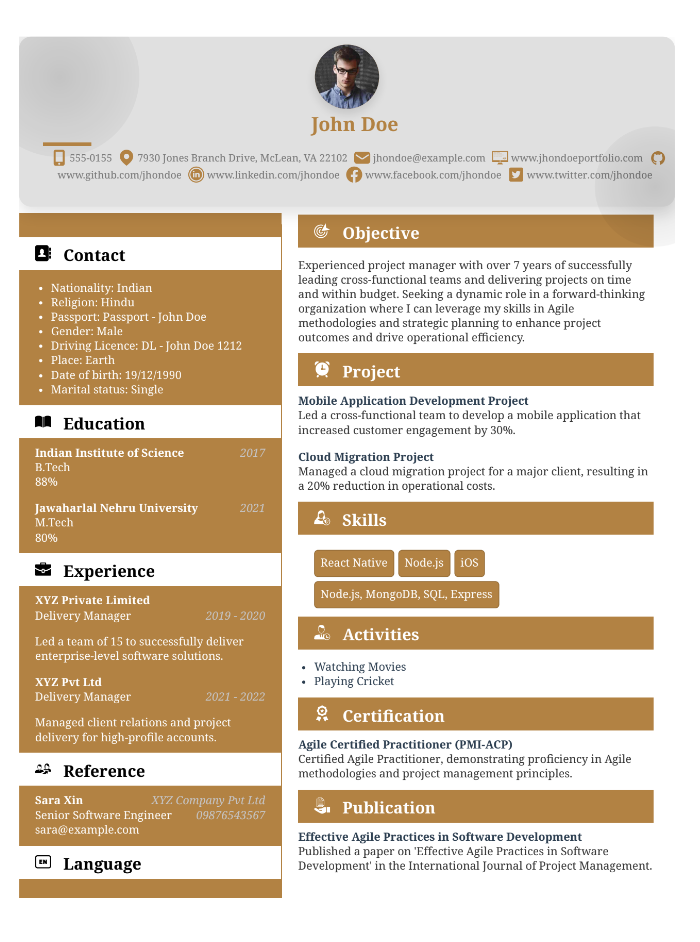 John Doe
555-0155 7930 Jones Branch Drive, McLean, VA 22102 jhondoe@example.com www.jhondoeportfolio.com
www.github.com/jhondoe www.linkedin.com/jhondoe www.facebook.com/jhondoe www.twitter.com/jhondoe
Contact
• Nationality: Indian
• Religion: Hindu
• Passport: Passport - John Doe
• Gender: Male
• Driving Licence: DL - John Doe 1212
• Place: Earth
• Date of birth: 19/12/1990
• Marital status: Single
Education
Indian Institute of Science 2017
B.Tech
88%
Jawaharlal Nehru University 2021
M.Tech
80%
Experience
XYZ Private Limited
Delivery Manager 2019 - 2020
Led a team of 15 to successfully deliver
enterprise-level software solutions.
XYZ Pvt Ltd
Delivery Manager 2021 - 2022
Managed client relations and project
delivery for high-profile accounts.
Reference
Sara Xin XYZ Company Pvt Ltd
Senior Software Engineer 09876543567
sara@example.com
EN Language
Objective
Experienced project manager with over 7 years of successfully
leading cross-functional teams and delivering projects on time
and within budget. Seeking a dynamic role in a forward-thinking
organization where I can leverage my skills in Agile
methodologies and strategic planning to enhance project
outcomes and drive operational efficiency.
Project
Mobile Application Development Project
Led a cross-functional team to develop a mobile application that
increased customer engagement by 30%.
Cloud Migration Project
Managed a cloud migration project for a major client, resulting in
a 20% reduction in operational costs.
Skills
React Native Node.js iOS
Node.js, MongoDB, SQL, Express
Activities
• Watching Movies
• Playing Cricket
Certification
Agile Certified Practitioner (PMI-ACP)
Certified Agile Practitioner, demonstrating proficiency in Agile
methodologies and project management principles.
Publication
Effective Agile Practices in Software Development
Published a paper on 'Effective Agile Practices in Software
Development' in the International Journal of Project Management.